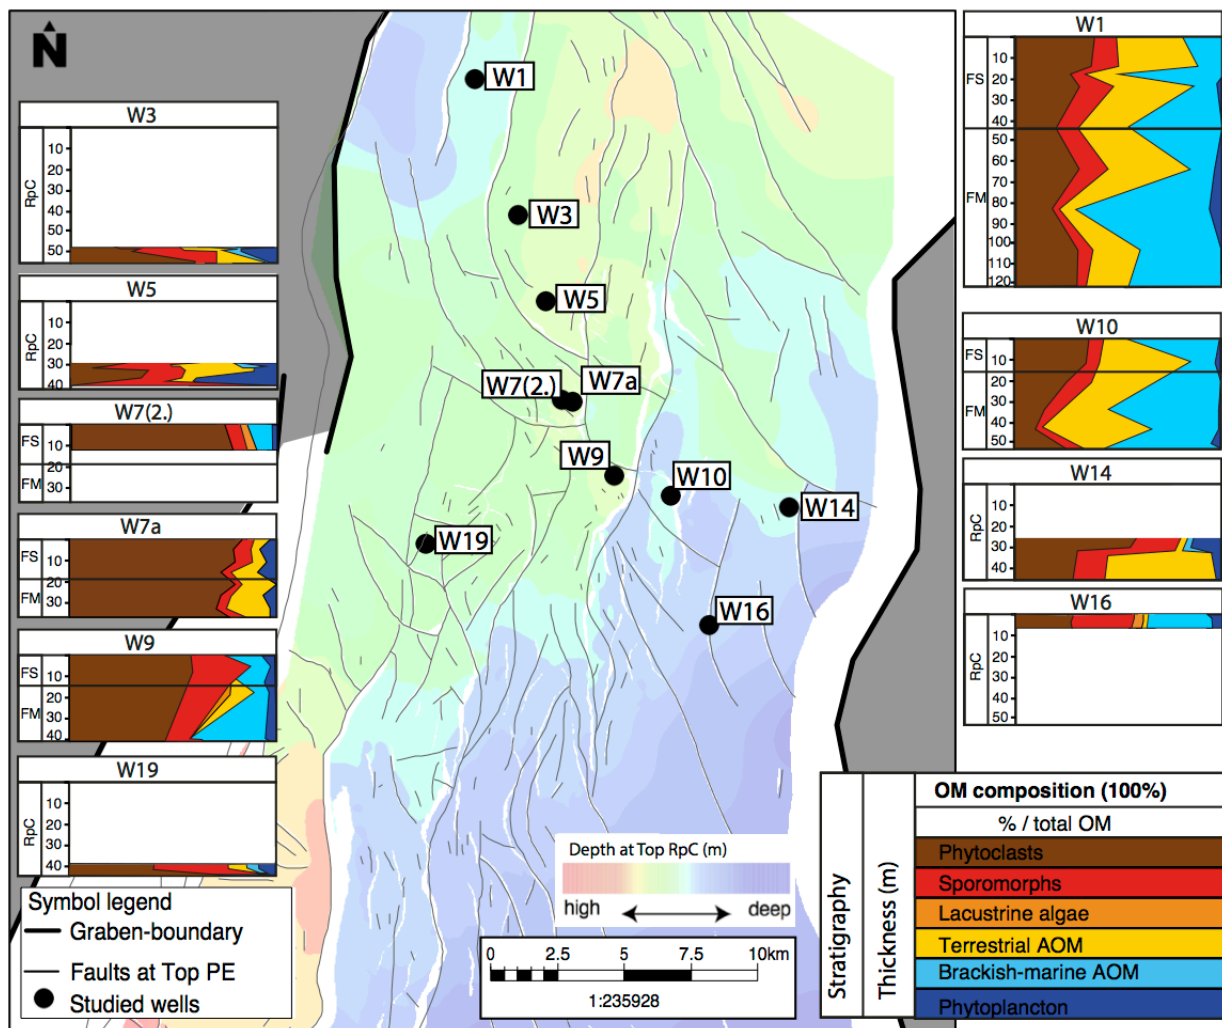 N
W3
RpC
10
20
30
40
50
W5
RpC
10
20
30
40
W7(2.)
FS
FM
10
20
30
W7a
FS
FM
10
20
30
W9
FS
FM
10
20
30
40
W19
RpC
10
20
30
40
Symbol legend
Graben-boundary
Faults at Top PE
Studied wells
W1
W3
W5
W7(2.)
W7a
W9
W10
W14
W19
W16
Depth at Top RpC (m)
high
deep
0 2.5 5 7.5 10km
1:235928
W1
FS
FM
10
20
30
40
50
60
70
80
90
100
110
120
W10
FS
FM
10
20
30
40
50
W14
RpC
10
20
30
40
W16
RpC
10
20
30
40
50
Stratigraphy
Thickness (m)
OM composition (100%)
% / total OM
Phytoclasts
Sporomorphs
Lacustrine algae
Terrestrial AOM
Brackish-marine AOM
Phytoplancton